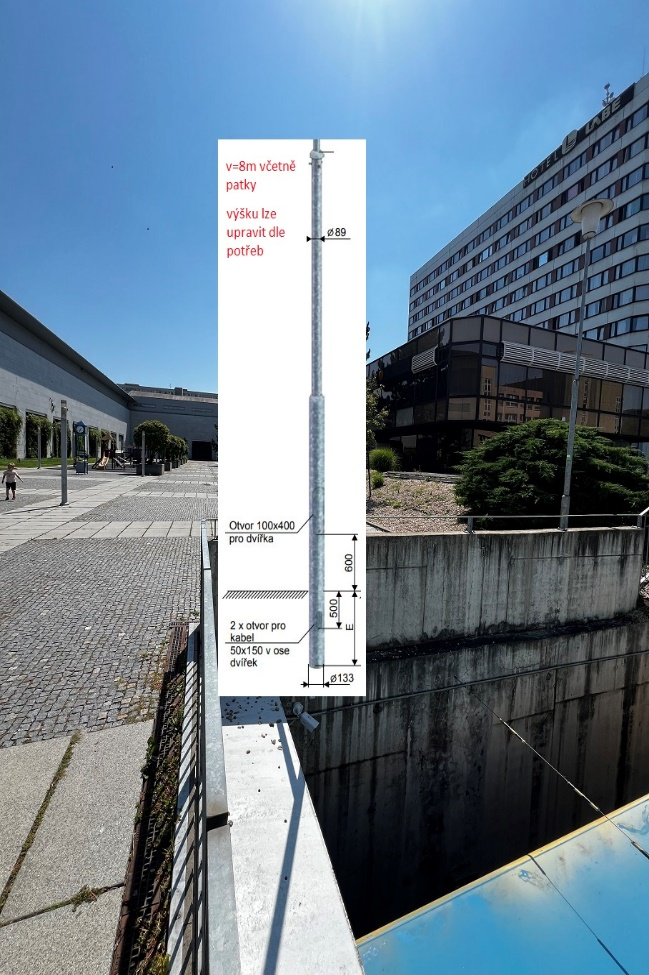 v=8m včetně
patky
výšku lze
upravit dle
potřeb
Ø89
HOTEL LABE
Otvor 100x400
pro dvířka
600
500
E
2 x otvor pro
kabel
50x150 v ose
dvířek
Ø133